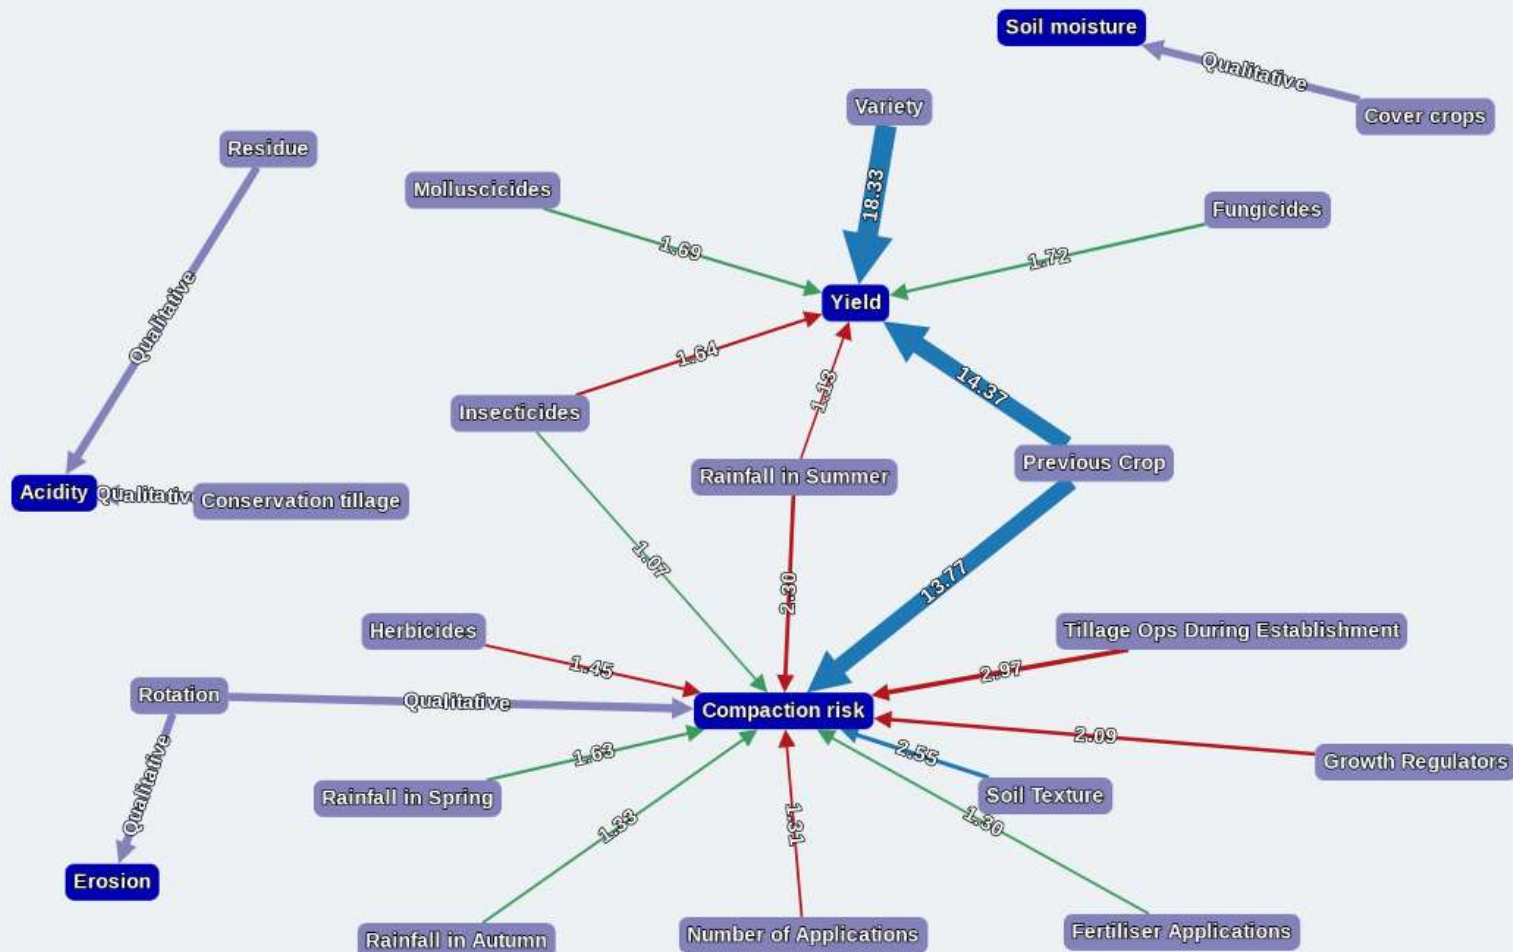 Soil moisture
Qualitative
Cover crops
Variety
Residue
Molluscicides
18.33
Fungicides
1.69
1.72
Yield
Qualitative
1.64
1.13
14.37
Insecticides
Previous Crop
Rainfall in Summer
Acidity
Qualitative
Conservation tillage
1.07
2.30
13.77
Herbicides
Tillage Ops During Establishment
1.45
2.97
Rotation
Qualitative
Compaction risk
2.09
1.63
2.55
Growth Regulators
Qualitative
Rainfall in Spring
Soil Texture
1.33
1.31
1.30
Erosion
Rainfall in Autumn
Number of Applications
Fertiliser Applications